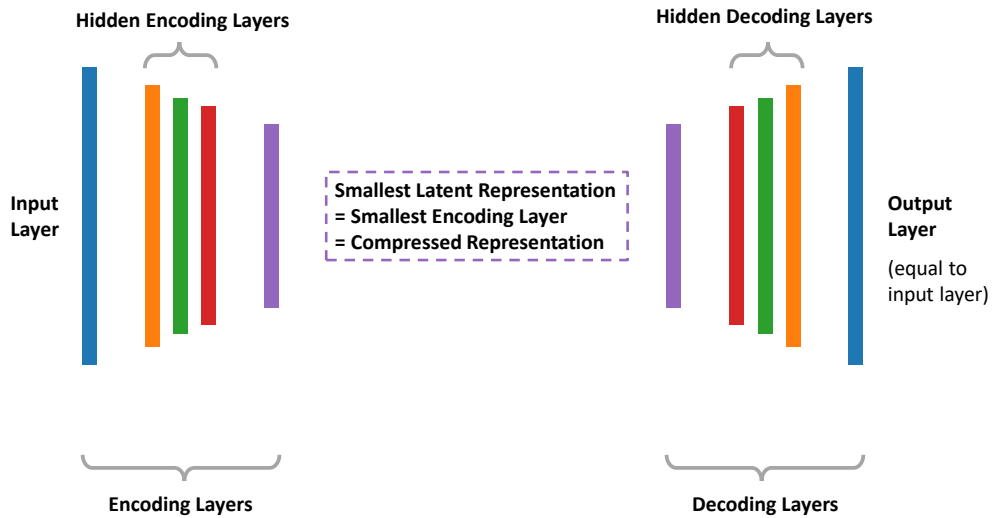 Hidden Encoding Layers
Hidden Decoding Layers
Input
Layer
Smallest Latent Representation
= Smallest Encoding Layer
= Compressed Representation
Output
Layer
(equal to
input layer)
Encoding Layers
Decoding Layers